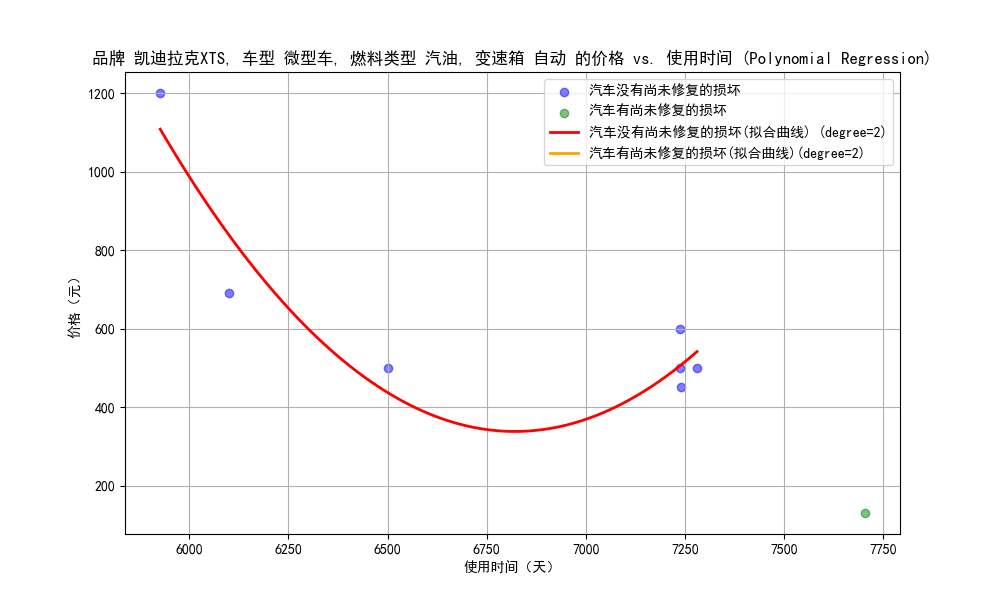 品牌 凯迪拉克XTS, 车型 微型车, 燃料类型 汽油, 变速箱 自动 的价格 vs. 使用时间 (Polynomial Regression)
汽车没有尚未修复的损坏
汽车有尚未修复的损坏
汽车没有尚未修复的损坏(拟合曲线) (degree=2)
汽车有尚未修复的损坏(拟合曲线)(degree=2)
价格（元）
1200
1000
800
600
400
200
6000 6250 6500 6750 7000 7250 7500 7750
使用时间（天）